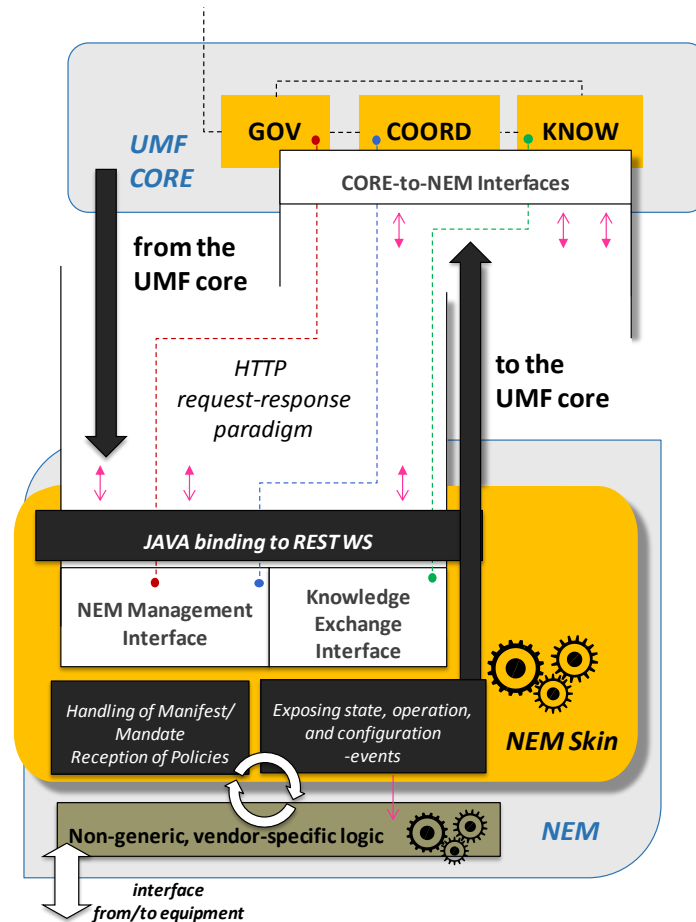 GOV
COORD
KNOW
UMF
CORE
CORE-to-NEM Interfaces
from the
UMF core
HTTP
request-response
paradigm
to the
UMF core
JAVA binding to REST WS
NEM Management
Interface
Knowledge
Exchange
Interface
Handling of Manifest/
Mandate
Reception of Policies
Exposing state, operation,
and configuration
-events
NEM Skin
Non-generic, vendor-specific logic
NEM
interface
from/to equipment